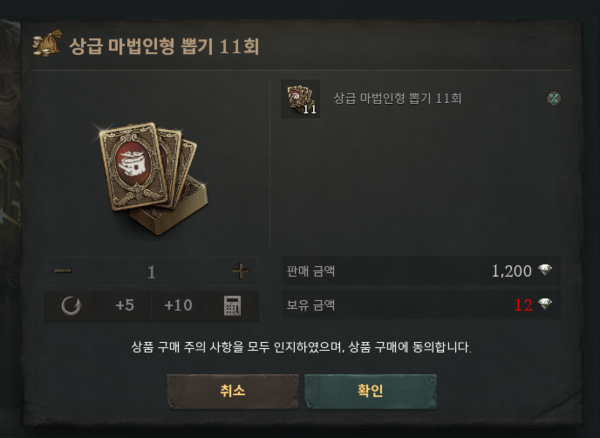 상급 마법인형 뽑기 11회
상급 마법인형 뽑기 11회
11
1
판매 금액 1,200
+5 +10
보유 금액 12
상품 구매 주의 사항을 모두 인지하였으며, 상품 구매에 동의합니다.
취소 확인